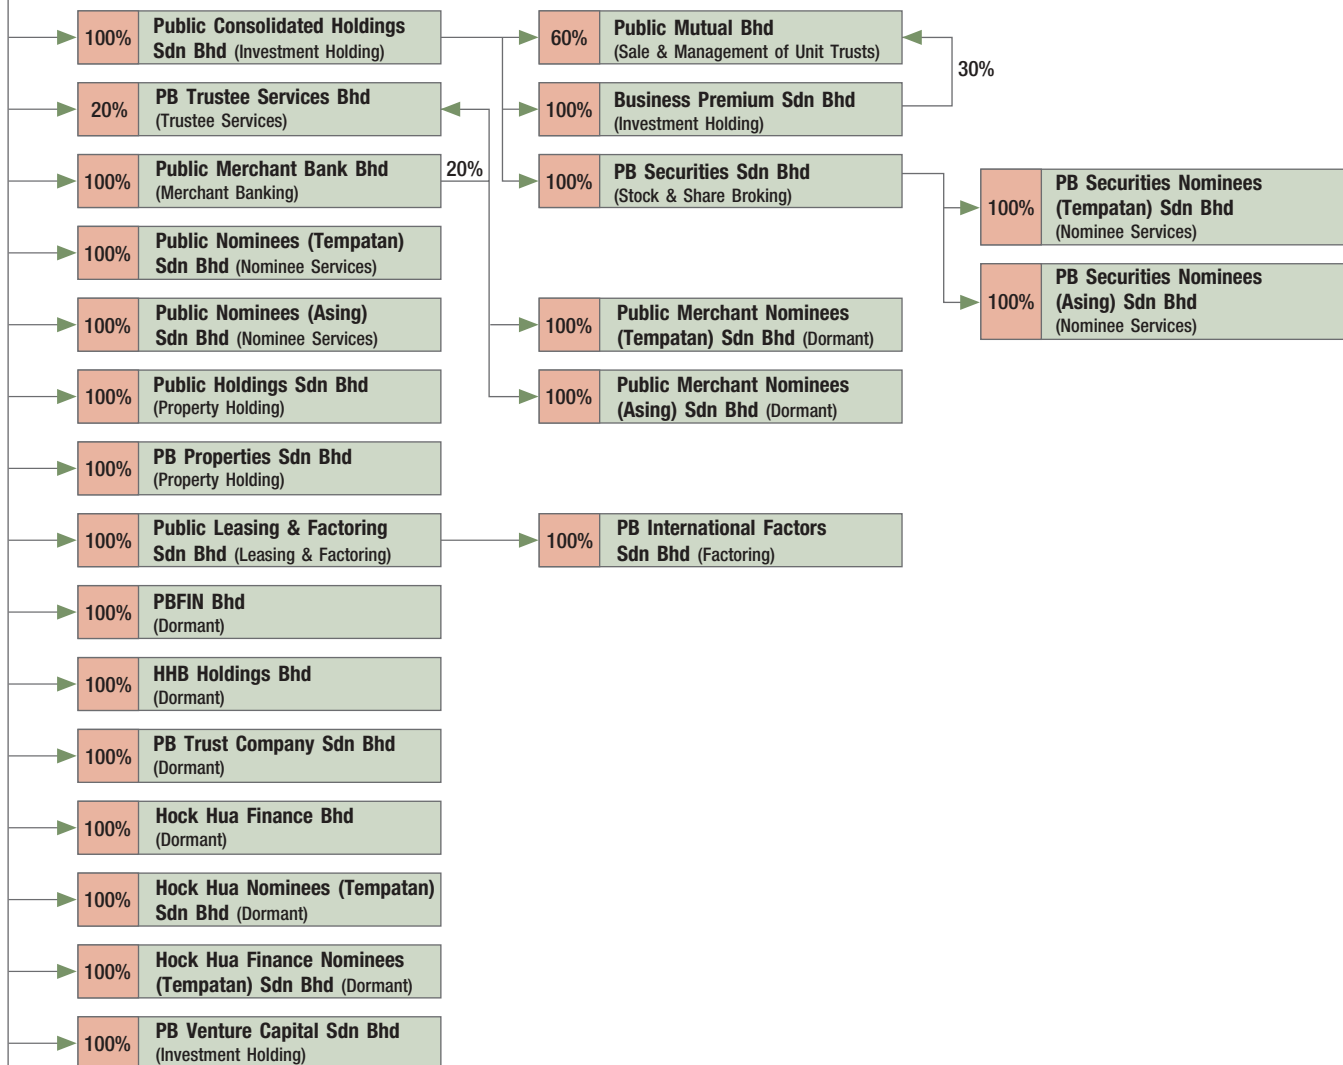 100%
Public Consolidated Holdings
Sdn Bhd (Investment Holding)
60%
Public Mutual Bhd
(Sale & Management of Unit Trusts)
30%
20%
PB Trustee Services Bhd
(Trustee Services)
100%
Business Premium Sdn Bhd
(Investment Holding)
100%
Public Merchant Bank Bhd
(Merchant Banking)
20%
100%
PB Securities Sdn Bhd
(Stock & Share Broking)
100%
PB Securities Nominees
(Tempatan) Sdn Bhd
(Nominee Services)
100%
Public Nominees (Tempatan)
Sdn Bhd (Nominee Services)
100%
PB Securities Nominees
(Asing) Sdn Bhd
(Nominee Services)
100%
Public Nominees (Asing)
Sdn Bhd (Nominee Services)
100%
Public Merchant Nominees
(Tempatan) Sdn Bhd (Dormant)
100%
Public Holdings Sdn Bhd
(Property Holding)
100%
Public Merchant Nominees
(Asing) Sdn Bhd (Dormant)
100%
PB Properties Sdn Bhd
(Property Holding)
100%
Public Leasing & Factoring
Sdn Bhd (Leasing & Factoring)
100%
PB International Factors
Sdn Bhd (Factoring)
100%
PBFIN Bhd
(Dormant)
100%
HHB Holdings Bhd
(Dormant)
100%
PB Trust Company Sdn Bhd
(Dormant)
100%
Hock Hua Finance Bhd
(Dormant)
100%
Hock Hua Nominees (Tempatan)
Sdn Bhd (Dormant)
100%
Hock Hua Finance Nominees
(Tempatan) Sdn Bhd (Dormant)
100%
PB Venture Capital Sdn Bhd
(Investment Holding)